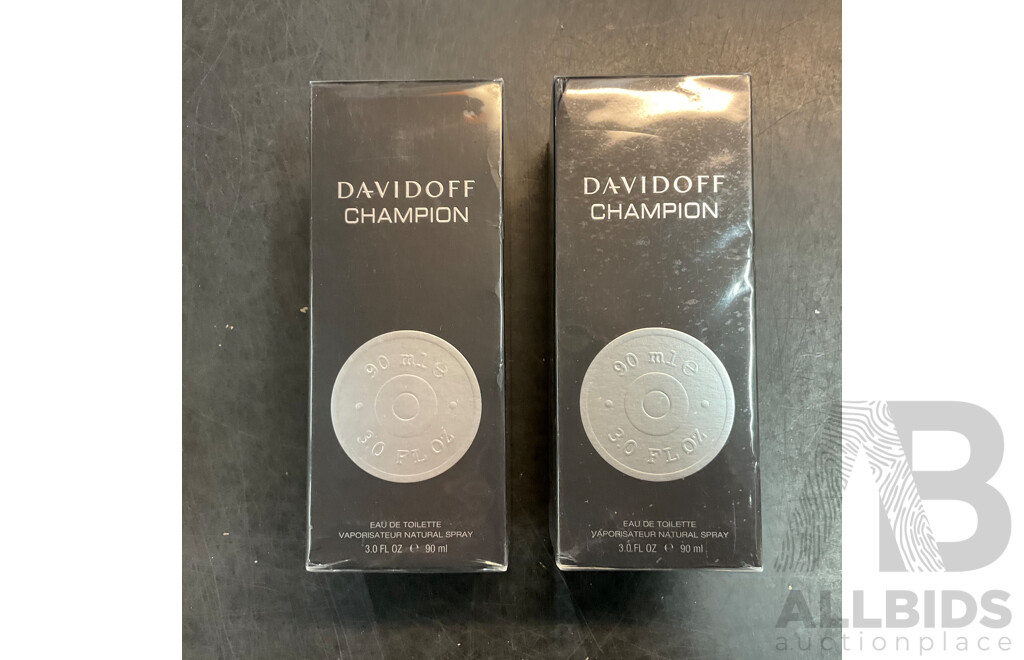 DAVIDOFF
CHAMPION
90 ml e
3.0 FL OZ
EAU DE TOILETTE
VAPORISATEUR NATURAL SPRAY
3.0 FL OZ e 90 ml
DAVIDOFF
CHAMPION
90 ml e
3.0 FL OZ
EAU DE TOILETTE
VAPORISATEUR NATURAL SPRAY
3.0 FL OZ e 90 ml
AB
ALLBIDS
auctionplace